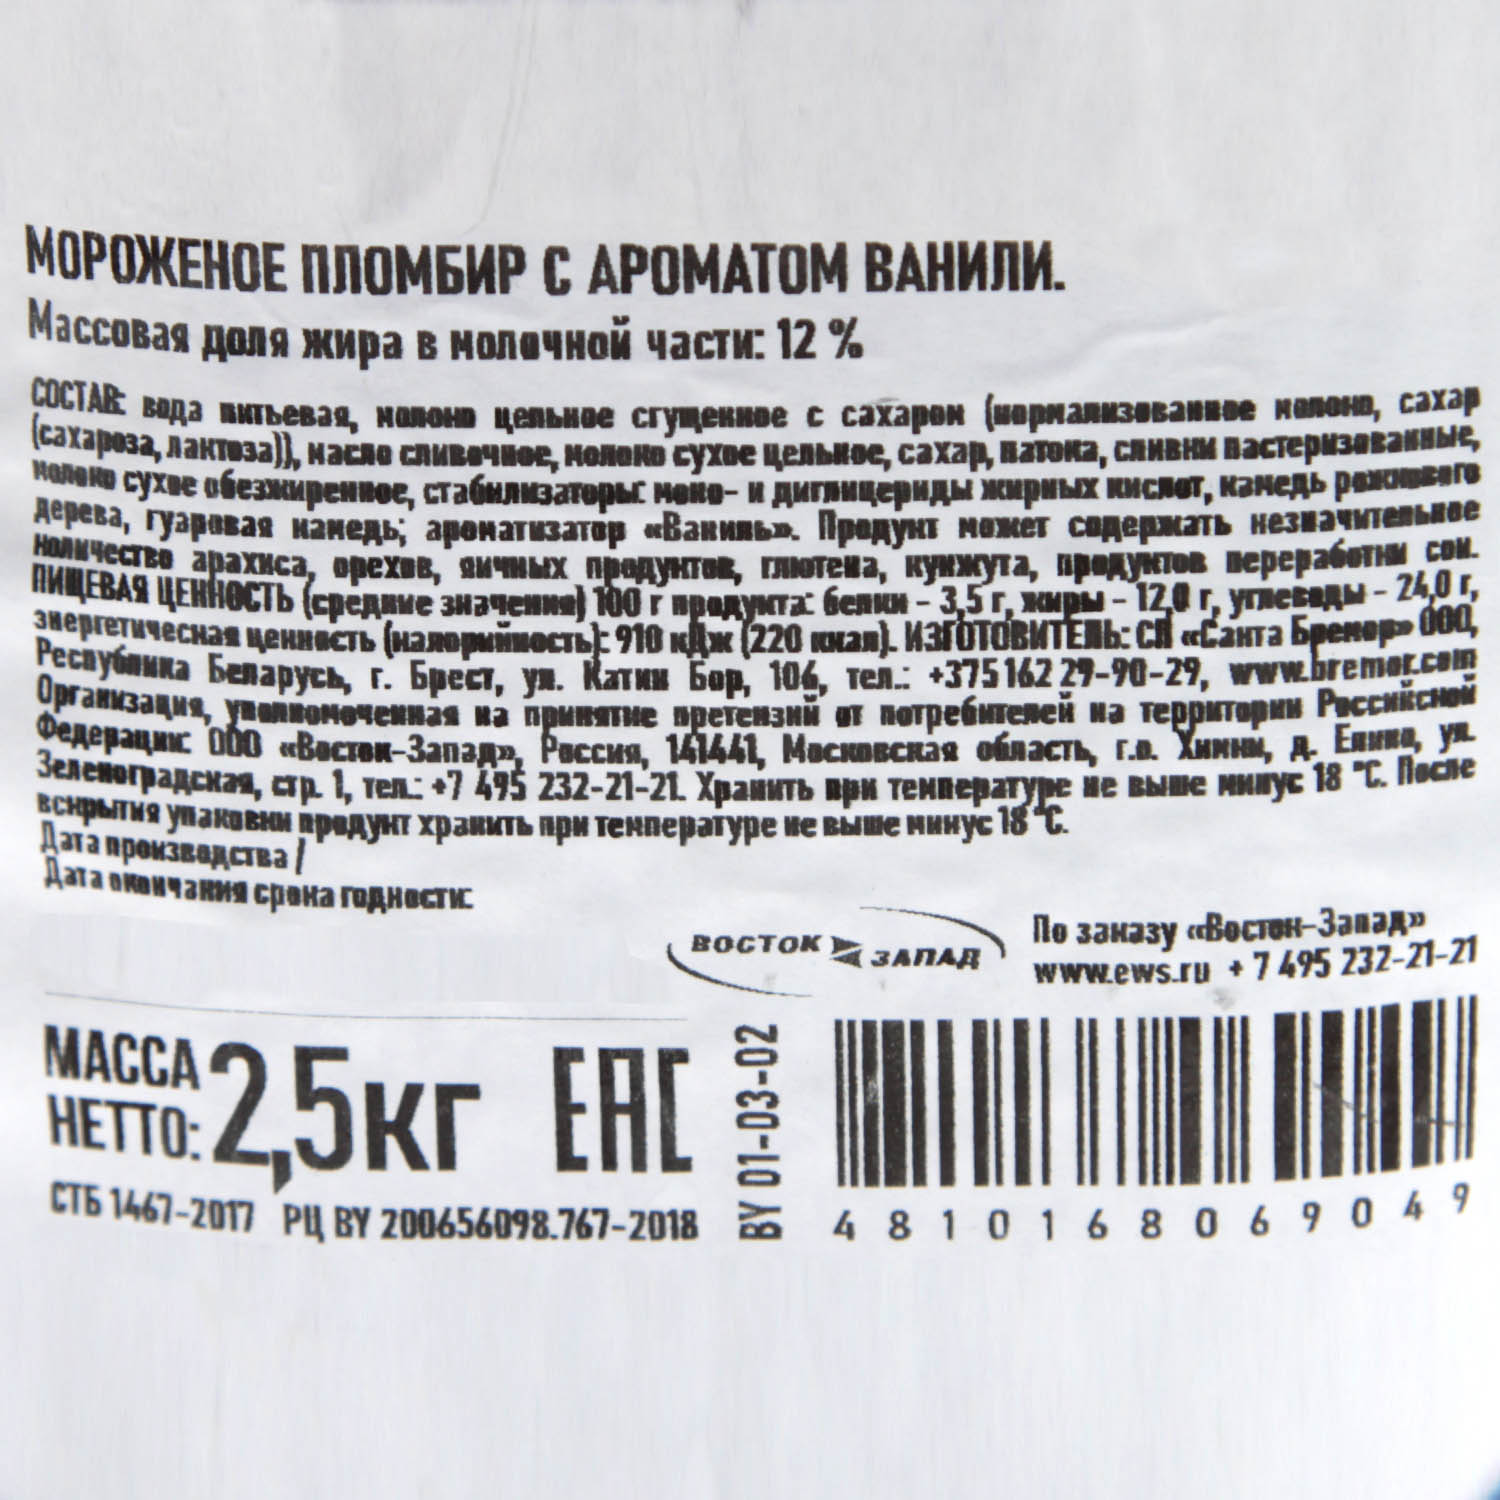 МОРОЖЕНОЕ ПЛОМБИР С АРОМАТОМ ВАНИЛИ.
Массовая доля жира в молочной части: 12 %
СОСТАВ: вода питьевая, молоко цельное сгущенное с сахаром (нормализованное молоко, сахар
(сахароза, лактоза)), масло сливочное, молоко сухое цельное, сахар, патока, сливки пастеризованные,
молоко сухое обезжиренное, стабилизаторы: моно- и диглицериды жирных кислот, камедь рожкового
дерева, гуаровая камедь; ароматизатор «Ваниль». Продукт может содержать незначительное
количество арахиса, орехов, яичных продуктов, глютена, кунжута, продуктов переработки сои.
ПИЩЕВАЯ ЦЕННОСТЬ (средние значения) 100 г продукта: белки – 3,5 г, жиры – 12,0 г, углеводы – 24,0 г,
энергетическая ценность (калорийность): 910 кДж (220 ккал). ИЗГОТОВИТЕЛЬ: СП «Санта Бремор» ООО,
Республика Беларусь, г. Брест, ул. Катин Бор, 106, тел.: +375 162 29-90-29, www.bremor.com
Организация, уполномоченная на принятие претензий от потребителей на территории Российской
Федерации: ООО «Восток-Запад», Россия, 141441, Московская область, г.о. Химки, д. Елино, ул.
Зеленоградская, стр. 1, тел.: +7 495 232-21-21. Хранить при температуре не выше минус 18 °С. После
вскрытия упаковки продукт хранить при температуре не выше минус 18 °С.
Дата производства /
Дата окончания срока годности:
ВОСТОК ЗАПАД
По заказу «Восток-Запад»
www.ews.ru + 7 495 232-21-21
МАССА
НЕТТО: 2,5кг
EAC
BY 01-03-02
СТБ 1467-2017 РЦ BY 200656098.767-2018
4810168069049